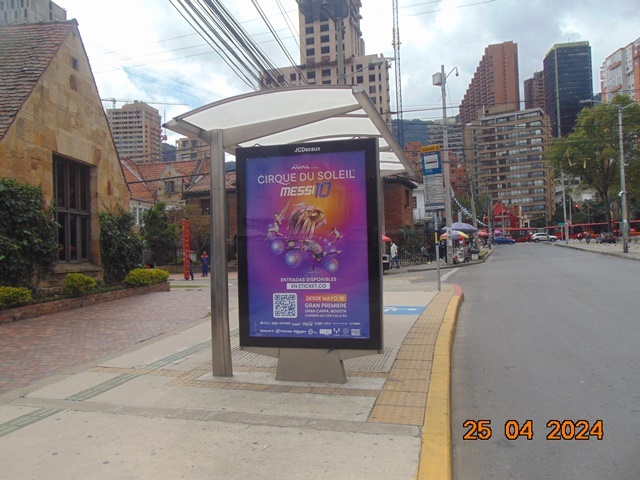 JCDecaux
AVAL
CIRQUE DU SOLEIL
MESSI10
ENTRADAS DISPONIBLES
EN ETICKET.CO
DESDE MAYO 16
GRAN PREMIERE
GRAN CARPA, BOGOTÁ
25 04 2024